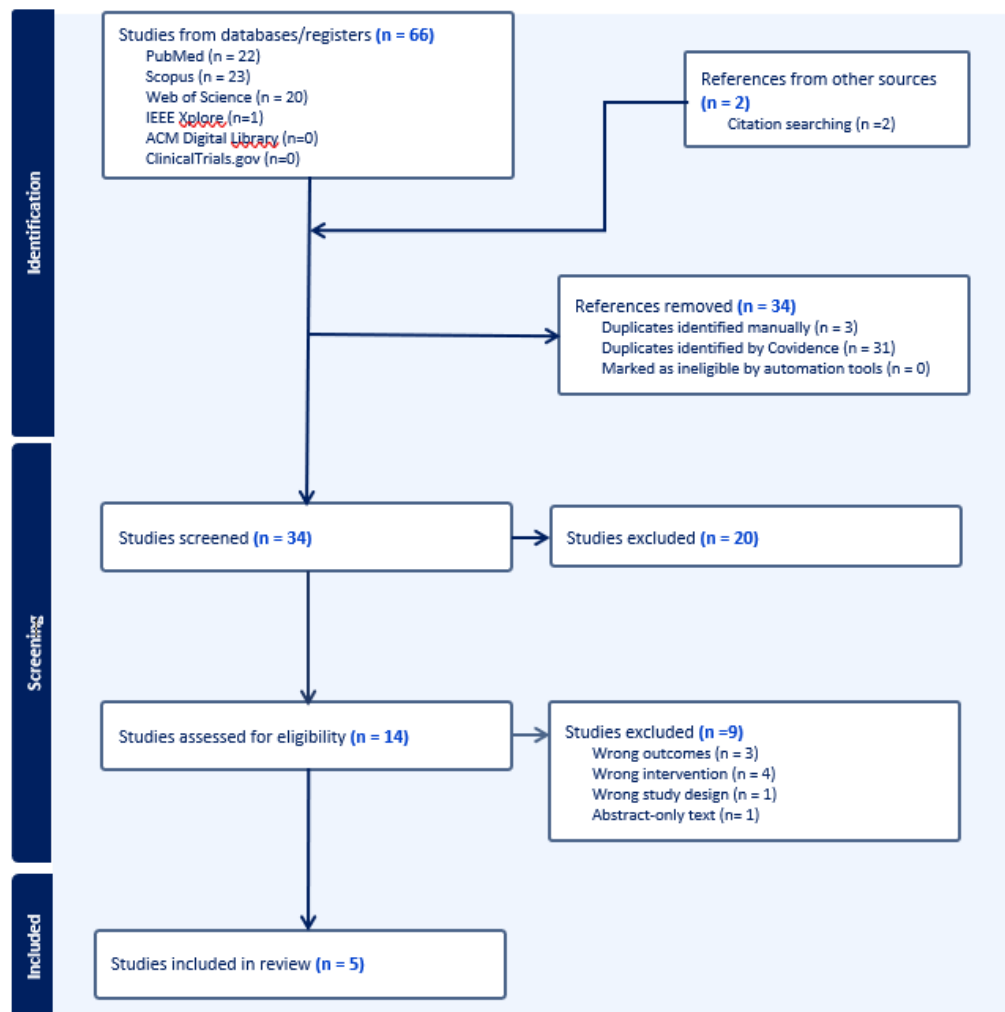 Identification
Studies from databases/registers (n = 66)
PubMed (n = 22)
Scopus (n = 23)
Web of Science (n = 20)
IEEE Xplore (n=1)
ACM Digital Library (n=0)
ClinicalTrials.gov (n=0)
References from other sources
(n = 2)
Citation searching (n =2)
References removed (n = 34)
Duplicates identified manually (n = 3)
Duplicates identified by Covidence (n = 31)
Marked as ineligible by automation tools (n = 0)
Screening
Studies screened (n = 34)
Studies excluded (n = 20)
Studies assessed for eligibility (n = 14)
Studies excluded (n =9)
Wrong outcomes (n = 3)
Wrong intervention (n = 4)
Wrong study design (n = 1)
Abstract-only text (n= 1)
Included
Studies included in review (n = 5)